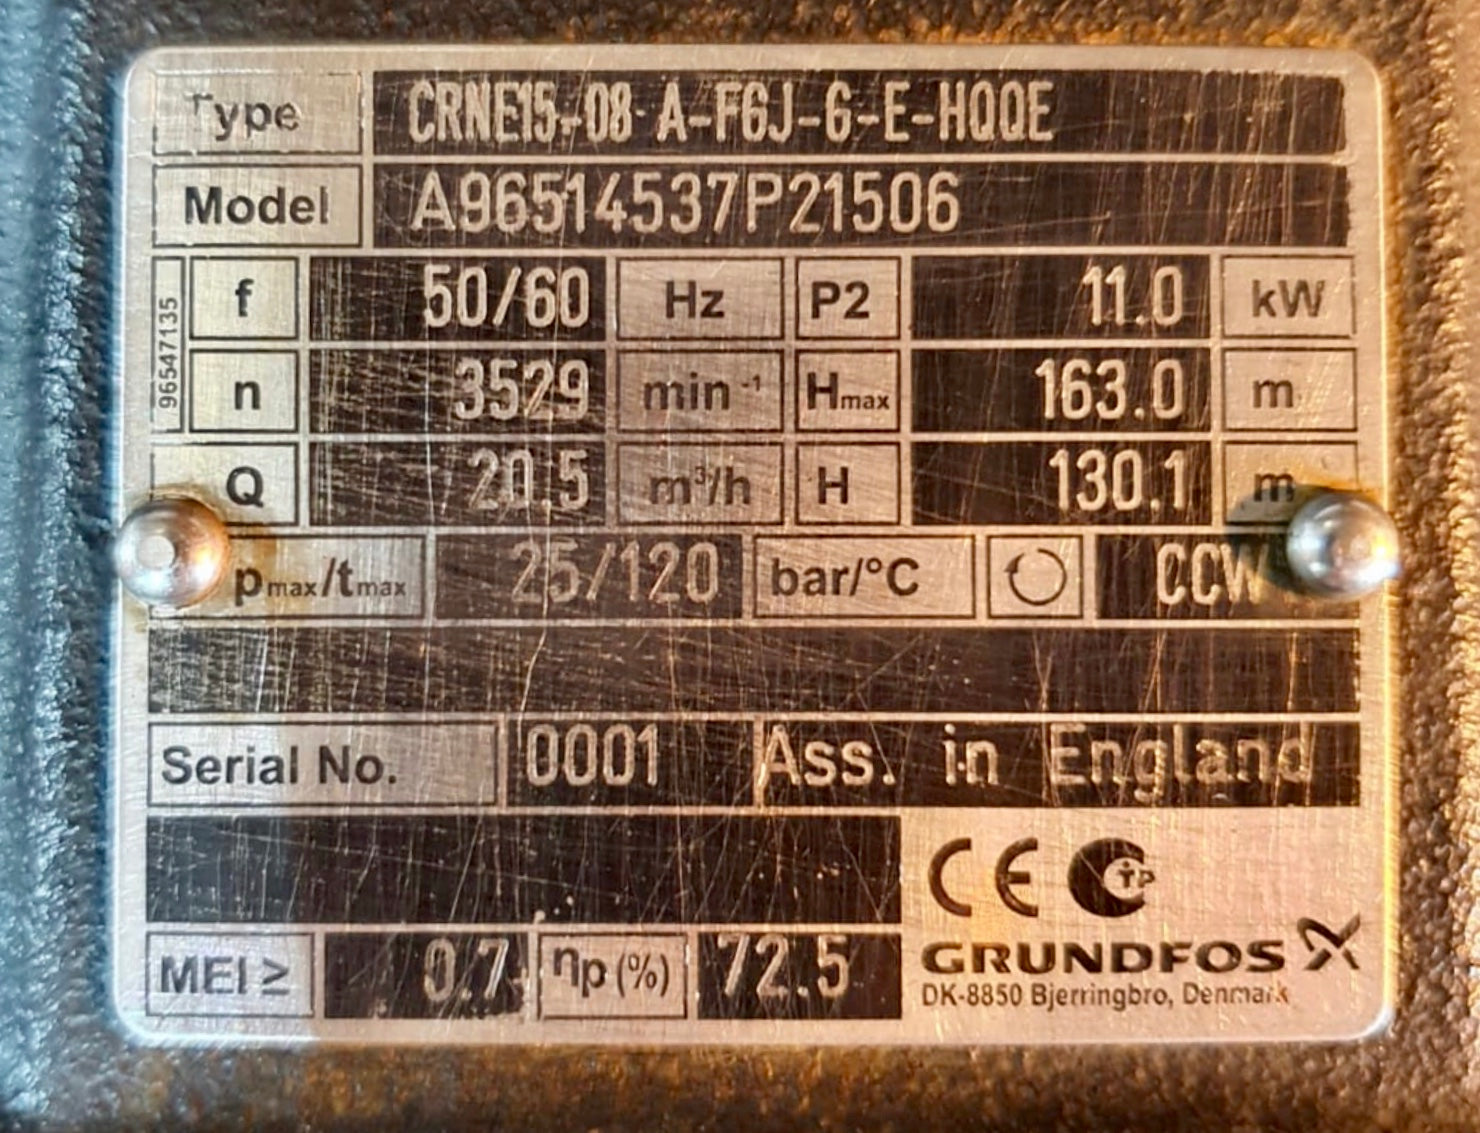 Type CRNE15-08 A-FGJ-G-E-HQQE
Model A96514537P21506
96547135
f 50/60 Hz P2 11.0 kW
n 3529 min⁻¹ Hmax 163.0 m
Q 20.5 m³/h H 130.1 m
pmax/tmax 25/120 bar/°C CCW
Serial No. 0001 Ass. in England
CE
MEI ≥ 0.7 ηp (%) 72.5
GRUNDFOS
DK-8850 Bjerringbro, Denmark